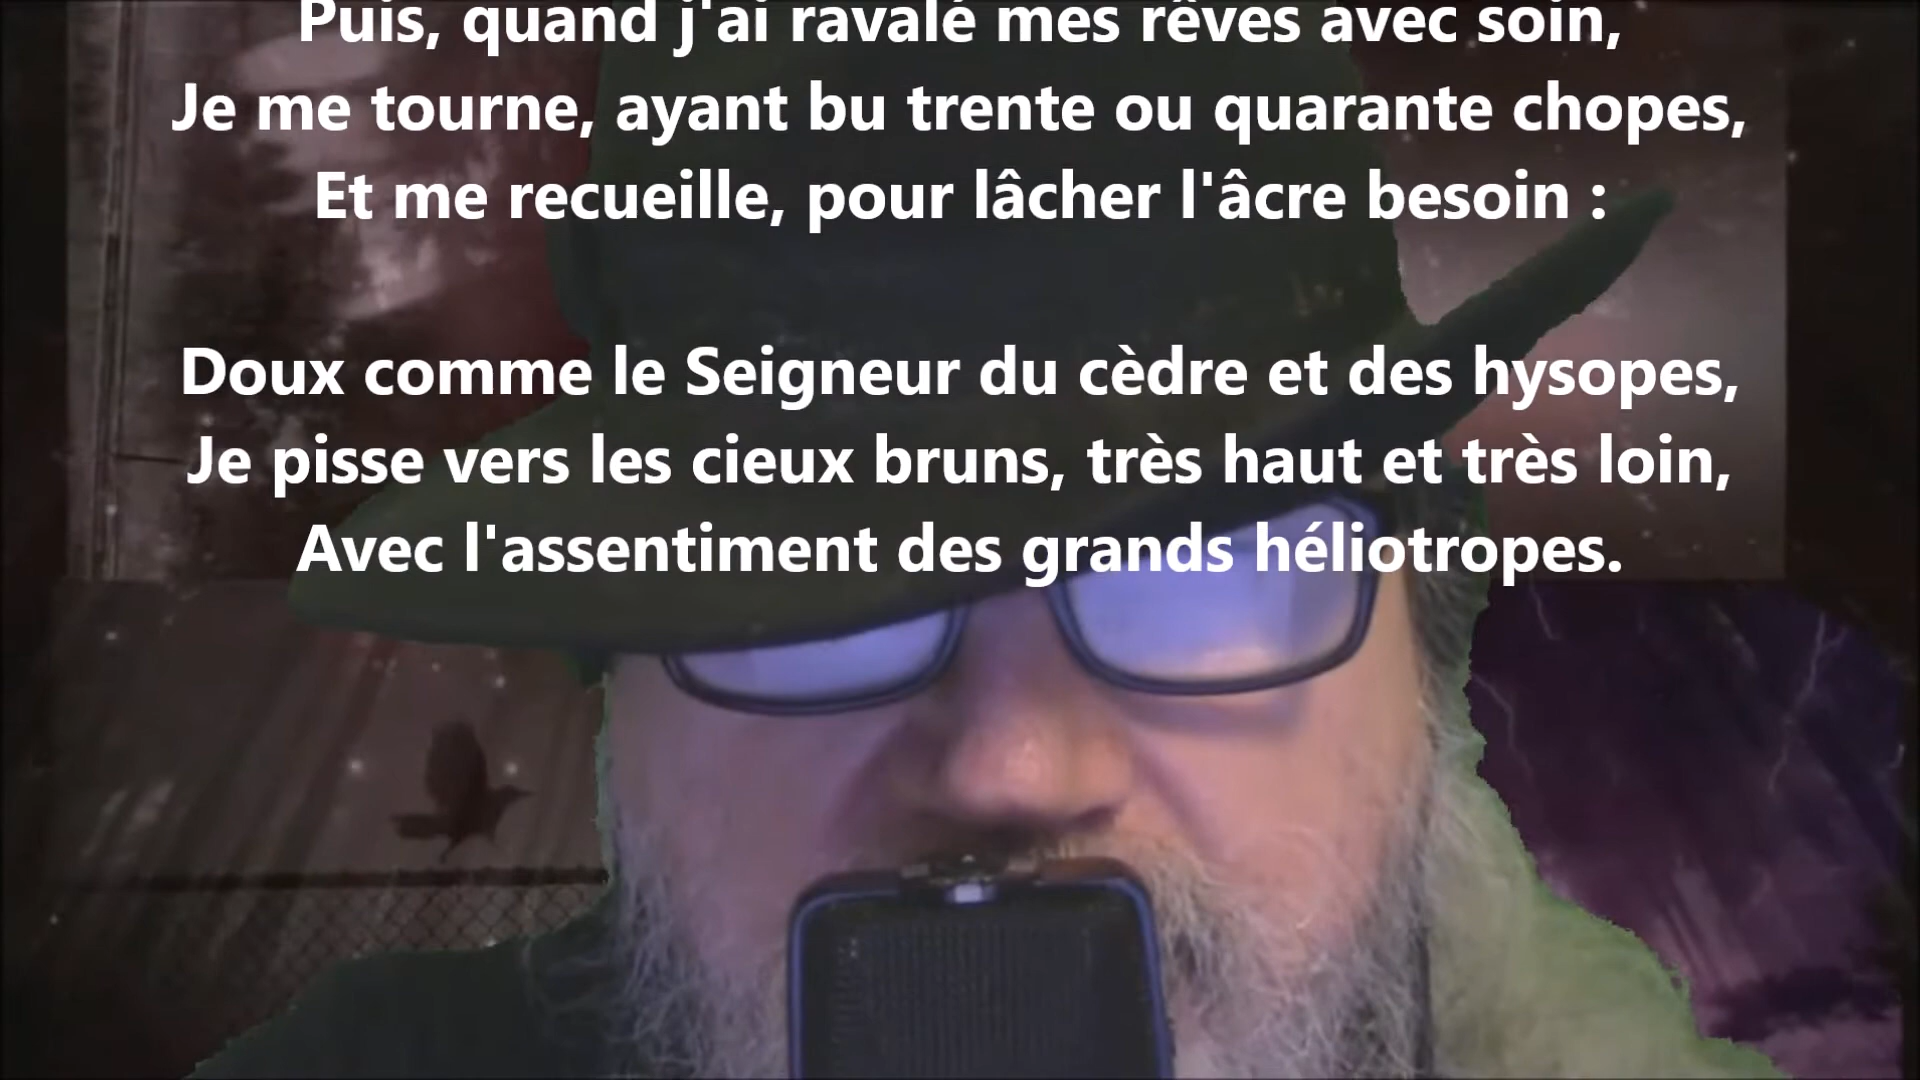 Puis, quand j'ai ravalé mes rêves avec soin,
Je me tourne, ayant bu trente ou quarante chopes,
Et me recueille, pour lâcher l'âcre besoin :
Doux comme le Seigneur du cèdre et des hysopes,
Je pisse vers les cieux bruns, très haut et très loin,
Avec l'assentiment des grands héliotropes.